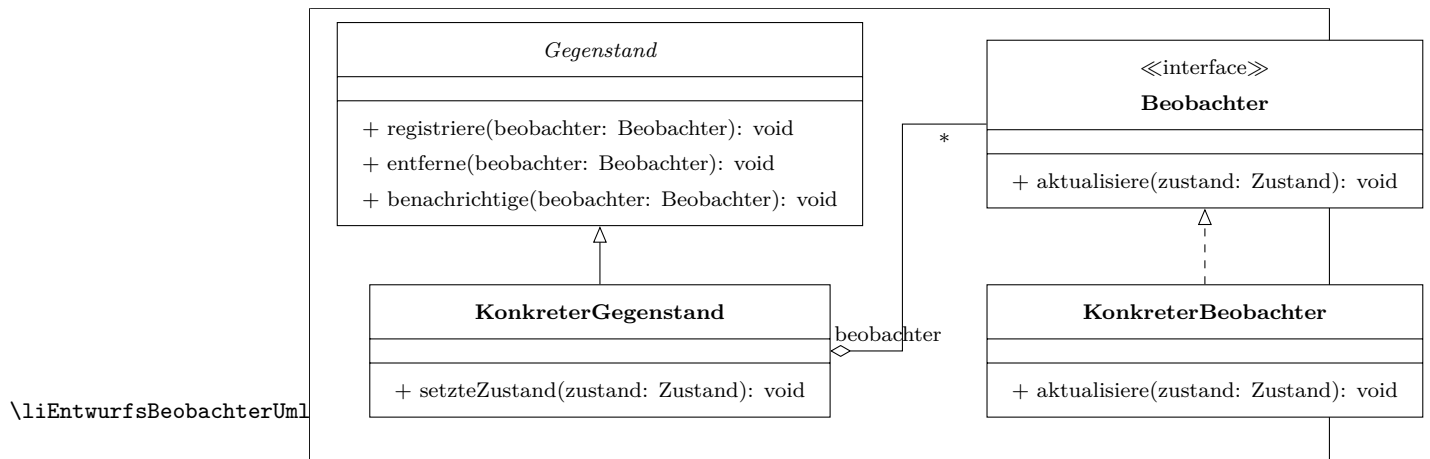 Gegenstand
+ registriere(beobachter: Beobachter): void
+ entferne(beobachter: Beobachter): void
+ benachrichtige(beobachter: Beobachter): void
≪interface≫
Beobachter
+ aktualisiere(zustand: Zustand): void
*
KonkreterGegenstand
+ setzteZustand(zustand: Zustand): void
beobachter
KonkreterBeobachter
+ aktualisiere(zustand: Zustand): void
\liEntwurfsBeobachterUml